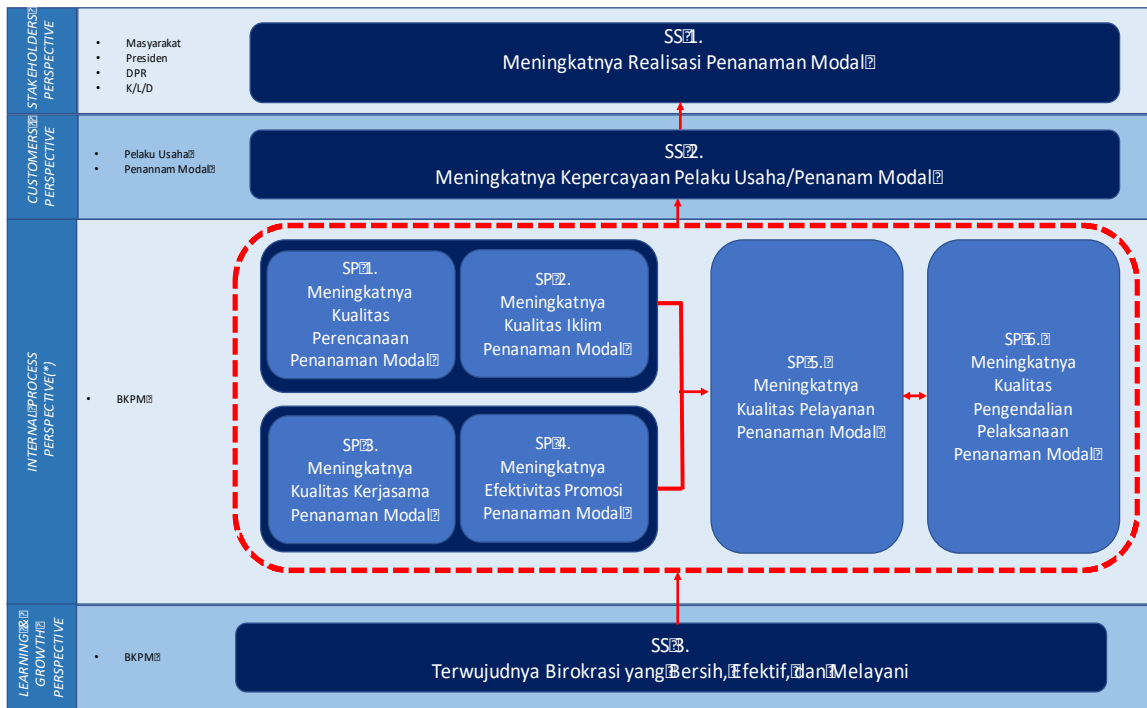 STAKEHOLDERS
PERSPECTIVE
• Masyarakat
• Presiden
• DPR
• K/L/D
SS 1.
Meningkatnya Realisasi Penanaman Modal
CUSTOMERS
PERSPECTIVE
• Pelaku Usaha
• Penannam Modal
SS 2.
Meningkatnya Kepercayaan Pelaku Usaha/Penanam Modal
INTERNAL PROCESS
PERSPECTIVE(*)
• BKPM
SP 1.
Meningkatnya
Kualitas
Perencanaan
Penanaman Modal
SP 2.
Meningkatnya
Kualitas Iklim
Penanaman Modal
SP 3.
Meningkatnya
Kualitas Kerjasama
Penanaman Modal
SP 4.
Meningkatnya
Efektivitas Promosi
Penanaman Modal
SP 5.
Meningkatnya
Kualitas Pelayanan
Penanaman Modal
SP 6.
Meningkatnya
Kualitas
Pengendalian
Pelaksanaan
Penanaman Modal
LEARNING &
GROWTH
PERSPECTIVE
• BKPM
SS 3.
Terwujudnya Birokrasi yang Bersih, Efektif, dan Melayani